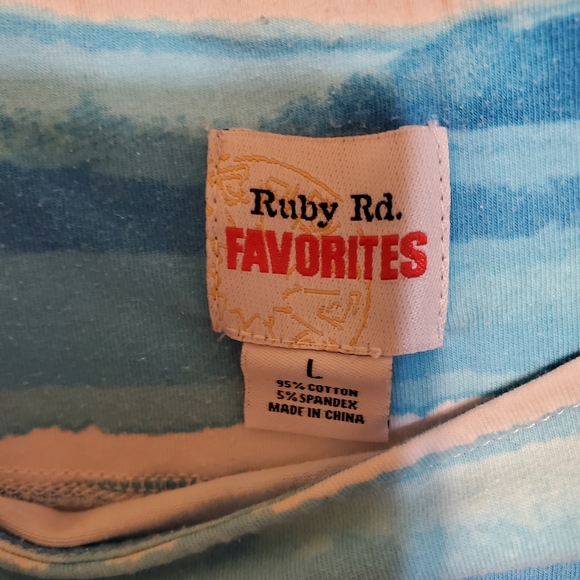 Ruby Rd.
FAVORITES
L
95% COTTON
5% SPANDEX
MADE IN CHINA